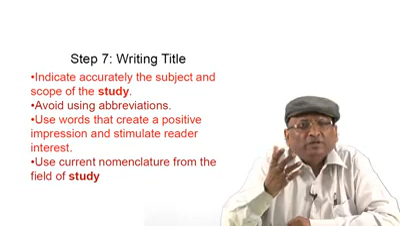 Step 7: Writing Title
•Indicate accurately the subject and
scope of the study.
•Avoid using abbreviations.
•Use words that create a positive
impression and stimulate reader
interest.
•Use current nomenclature from the
field of study